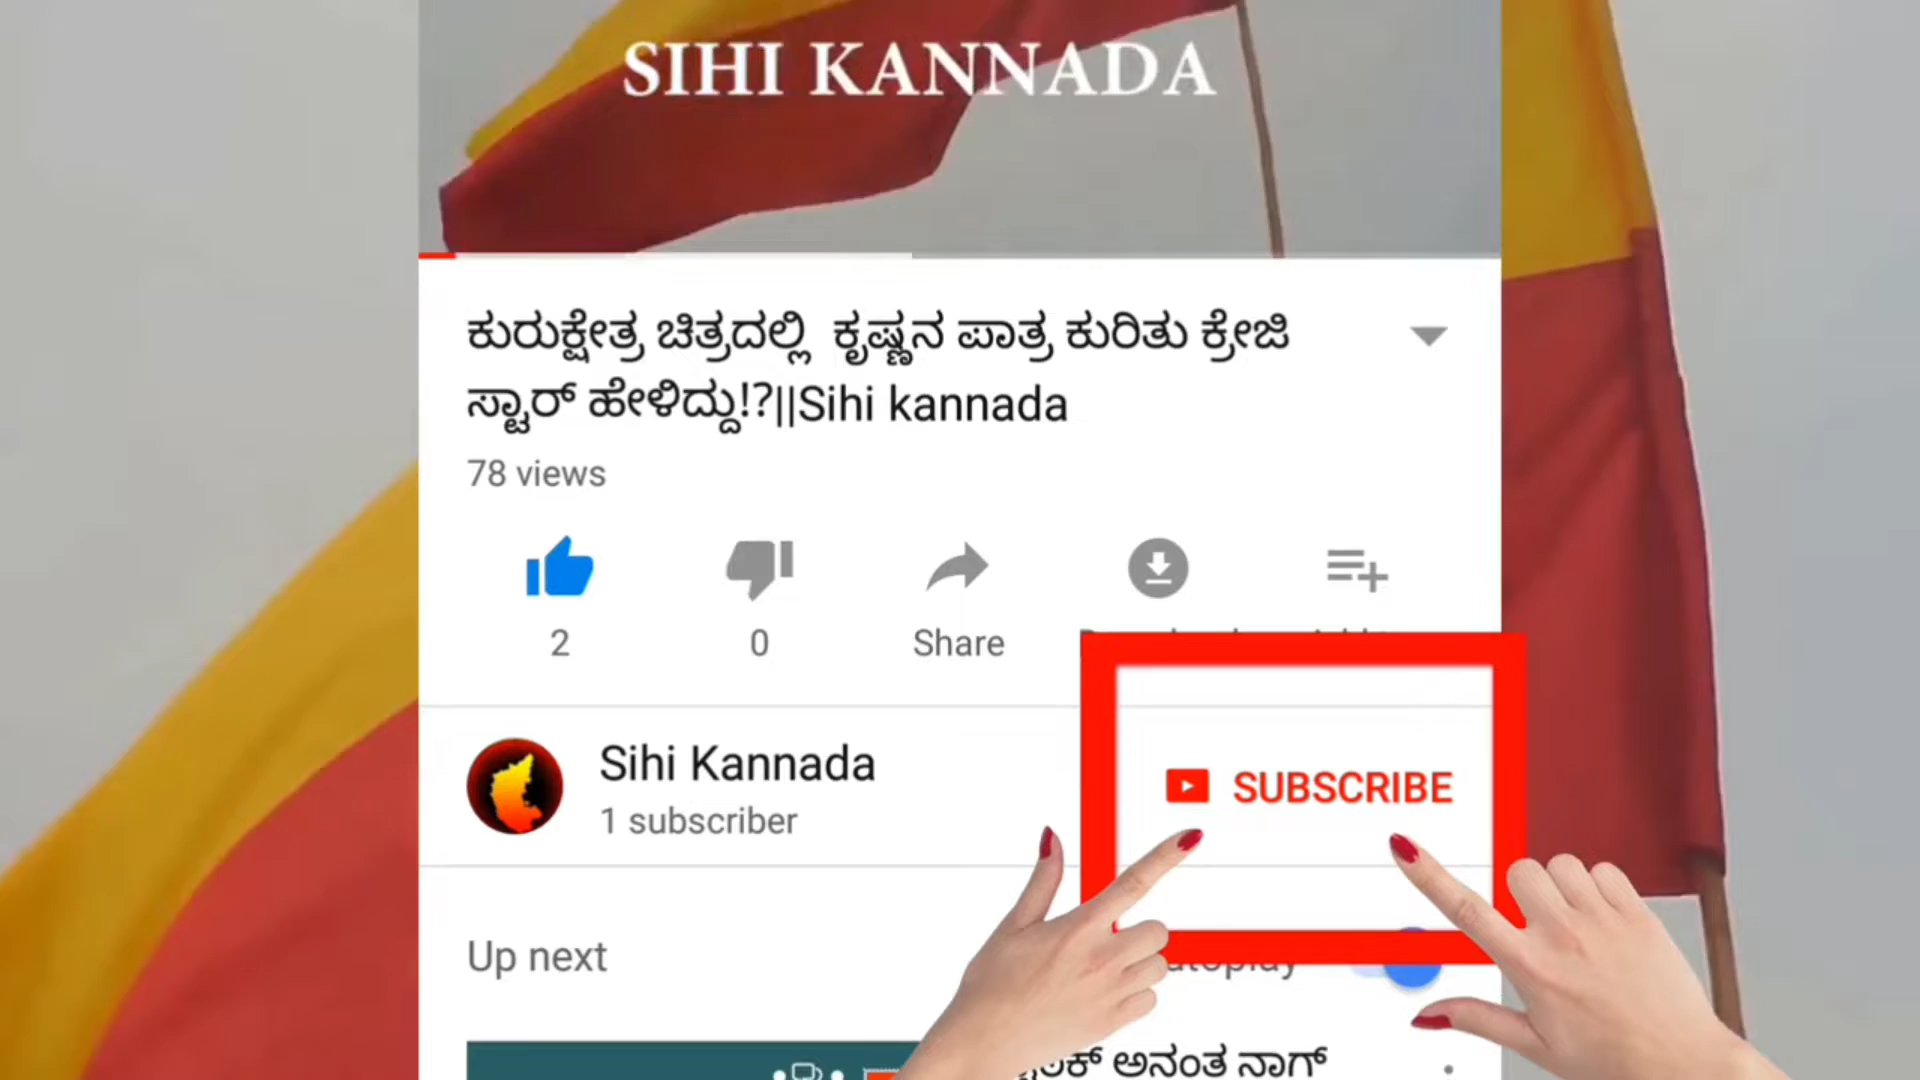 SIHI KANNADA
ಕುರುಕ್ಷೇತ್ರ ಚಿತ್ರದಲ್ಲಿ ಕೃಷ್ಣನ ಪಾತ್ರ ಕುರಿತು ಕ್ರೇಜಿ
ಸ್ಟಾರ್ ಹೇಳಿದ್ದು!?||Sihi kannada
78 views
2
0
Share
Sihi Kannada
1 subscriber
SUBSCRIBE
Up next
ಅನಂತ ನಾಗ್